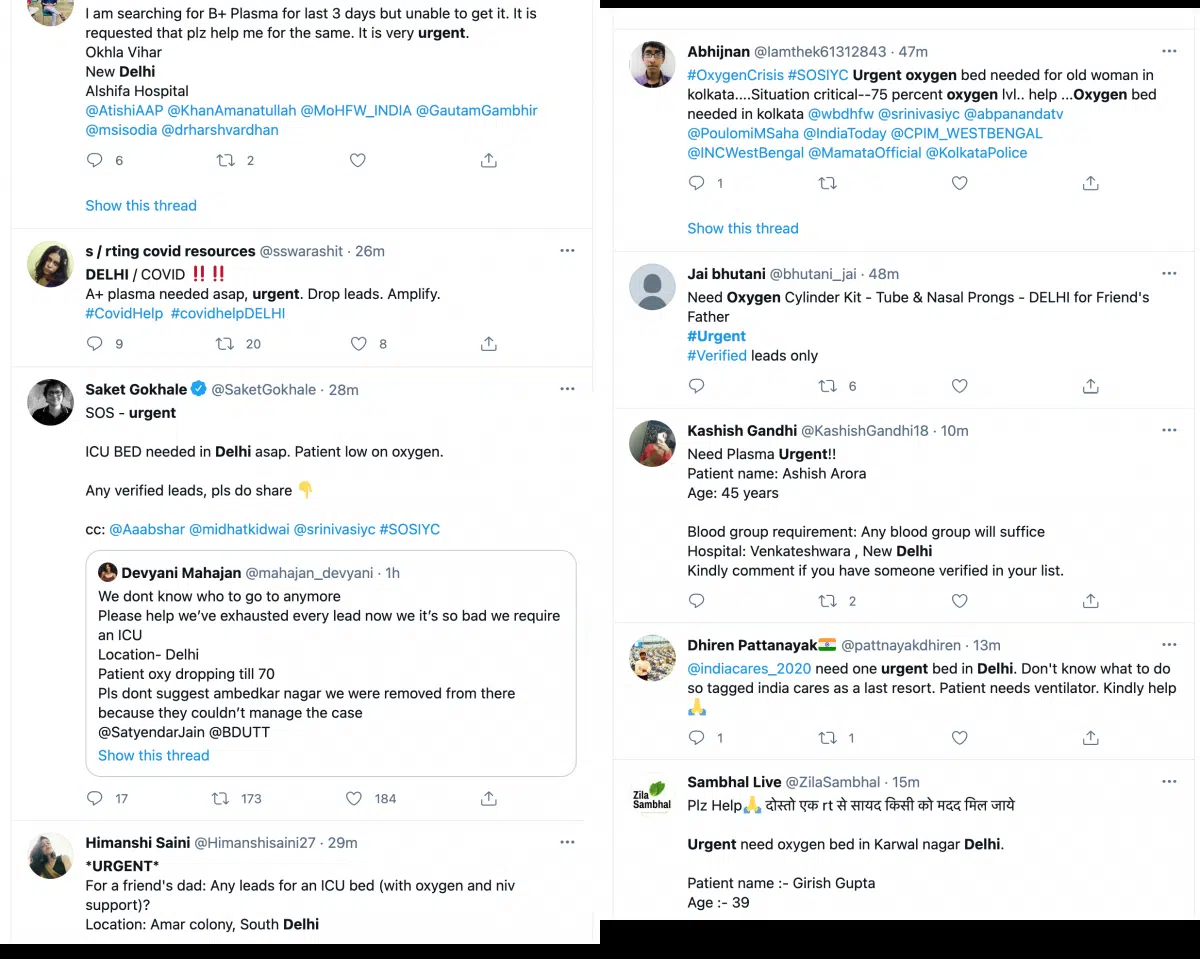 I am searching for B+ Plasma for last 3 days but unable to get it. It is
requested that plz help me for the same. It is very urgent.
Okhla Vihar
New Delhi
Alshifa Hospital
@AtishiAAP @KhanAmanatullah @MoHFW_INDIA @GautamGambhir
@msisodia @drharshvardhan
6 2
Show this thread
s / rting covid resources @sswarashit · 26m
DELHI / COVID ‼️ ‼️
A+ plasma needed asap, urgent. Drop leads. Amplify.
#CovidHelp #covidhelpDELHI
9 20 8
Saket Gokhale @SaketGokhale · 28m
SOS - urgent
ICU BED needed in Delhi asap. Patient low on oxygen.
Any verified leads, pls do share 👇
cc: @Aaabshar @midhatkidwai @srinivasiyc #SOSIYC
Devyani Mahajan @mahajan_devyani · 1h
We dont know who to go to anymore
Please help we’ve exhausted every lead now we it’s so bad we require
an ICU
Location- Delhi
Patient oxy dropping till 70
Pls dont suggest ambedkar nagar we were removed from there
because they couldn’t manage the case
@SatyendarJain @BDUTT
Show this thread
17 173 184
Himanshi Saini @Himanshisaini27 · 29m
*URGENT*
For a friend's dad: Any leads for an ICU bed (with oxygen and niv
support)?
Location: Amar colony, South Delhi
Abhijnan @Iamthek61312843 · 47m
#OxygenCrisis #SOSIYC Urgent oxygen bed needed for old woman in
kolkata....Situation critical--75 percent oxygen lvl.. help ...Oxygen bed
needed in kolkata @wbdhfw @srinivasiyc @abpanandatv
@PoulomiMSaha @IndiaToday @CPIM_WESTBENGAL
@INCWestBengal @MamataOfficial @KolkataPolice
1
Show this thread
Jai bhutani @bhutani_jai · 48m
Need Oxygen Cylinder Kit - Tube & Nasal Prongs - DELHI for Friend's
Father
#Urgent
#Verified leads only
6
Kashish Gandhi @KashishGandhi18 · 10m
Need Plasma Urgent!!
Patient name: Ashish Arora
Age: 45 years
Blood group requirement: Any blood group will suffice
Hospital: Venkateshwara , New Delhi
Kindly comment if you have someone verified in your list.
2
Dhiren Pattanayak🇮🇳 @pattnayakdhiren · 13m
@indiacares_2020 need one urgent bed in Delhi. Don't know what to do
so tagged india cares as a last resort. Patient needs ventilator. Kindly help
🙏
1 1
Zila
Sambhal
Sambhal Live @ZilaSambhal · 15m
Plz Help🙏 दोस्तो एक rt से सायद किसी को मदद मिल जाये
Urgent need oxygen bed in Karwal nagar Delhi.
Patient name :- Girish Gupta
Age :- 39